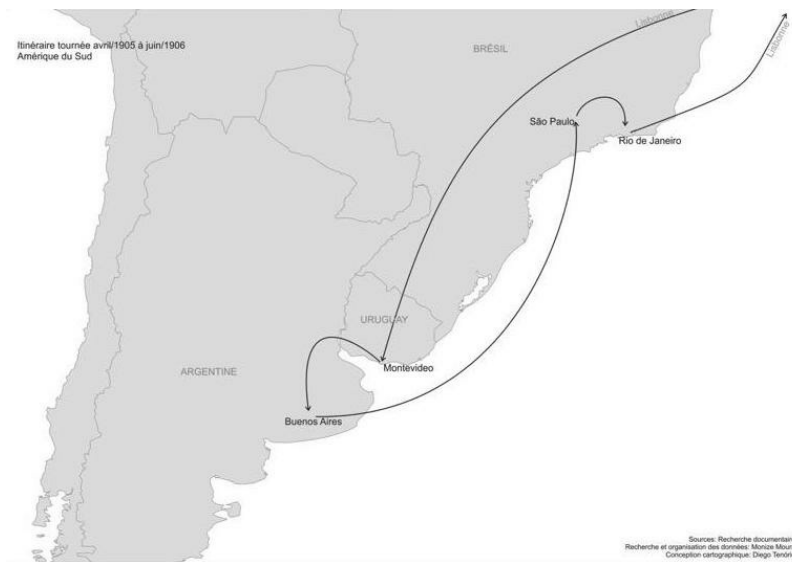 Itinéraire tournée avril/1905 à juin/1906
Amérique du Sud
Lisbonne
Lisbonne
BRÉSIL
São Paulo
Rio de Janeiro
URUGUAY
Montevideo
ARGENTINE
Buenos Aires
Sources: Recherche documentair
Recherche et organisation des données: Monize Mour
Conception cartographique: Diego Tenóri